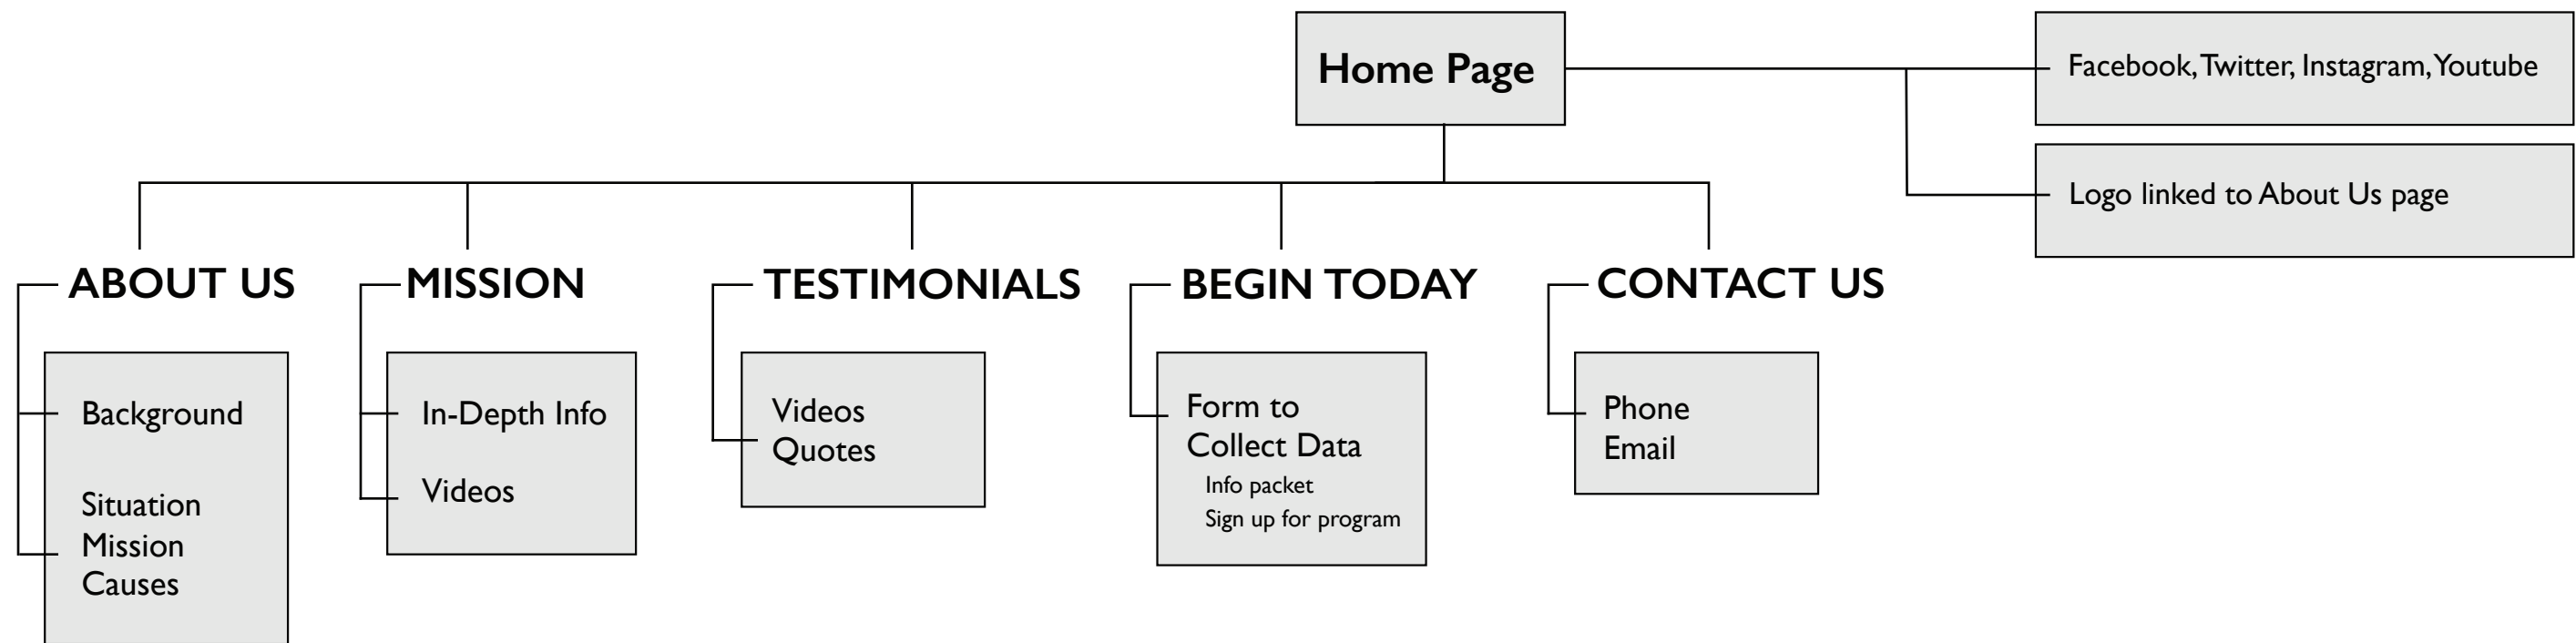 Home Page
Facebook, Twitter, Instagram, Youtube
Logo linked to About Us page
ABOUT US
Background
Situation
Mission
Causes
MISSION
In-Depth Info
Videos
TESTIMONIALS
Videos
Quotes
BEGIN TODAY
Form to
Collect Data
Info packet
Sign up for program
CONTACT US
Phone
Email